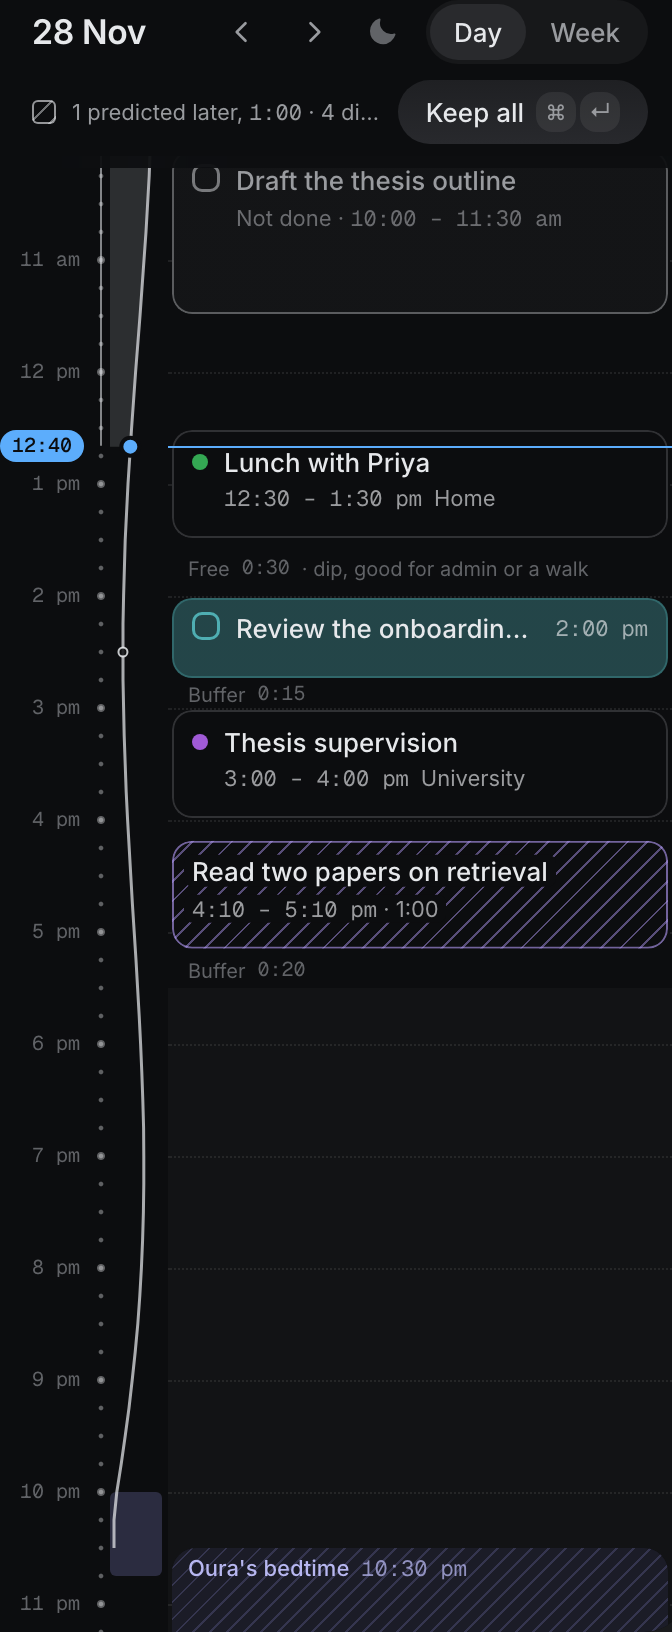 28 Nov
Day
Week
1 predicted later, 1:00 · 4 di...
Keep all ⌘ ↵
Draft the thesis outline
Not done · 10:00 – 11:30 am
11 am
12 pm
12:40
Lunch with Priya
1 pm
12:30 – 1:30 pm Home
Free 0:30 · dip, good for admin or a walk
2 pm
Review the onboardin... 2:00 pm
Buffer 0:15
3 pm
Thesis supervision
3:00 – 4:00 pm University
4 pm
Read two papers on retrieval
4:10 – 5:10 pm · 1:00
5 pm
Buffer 0:20
6 pm
7 pm
8 pm
9 pm
10 pm
Oura's bedtime 10:30 pm
11 pm